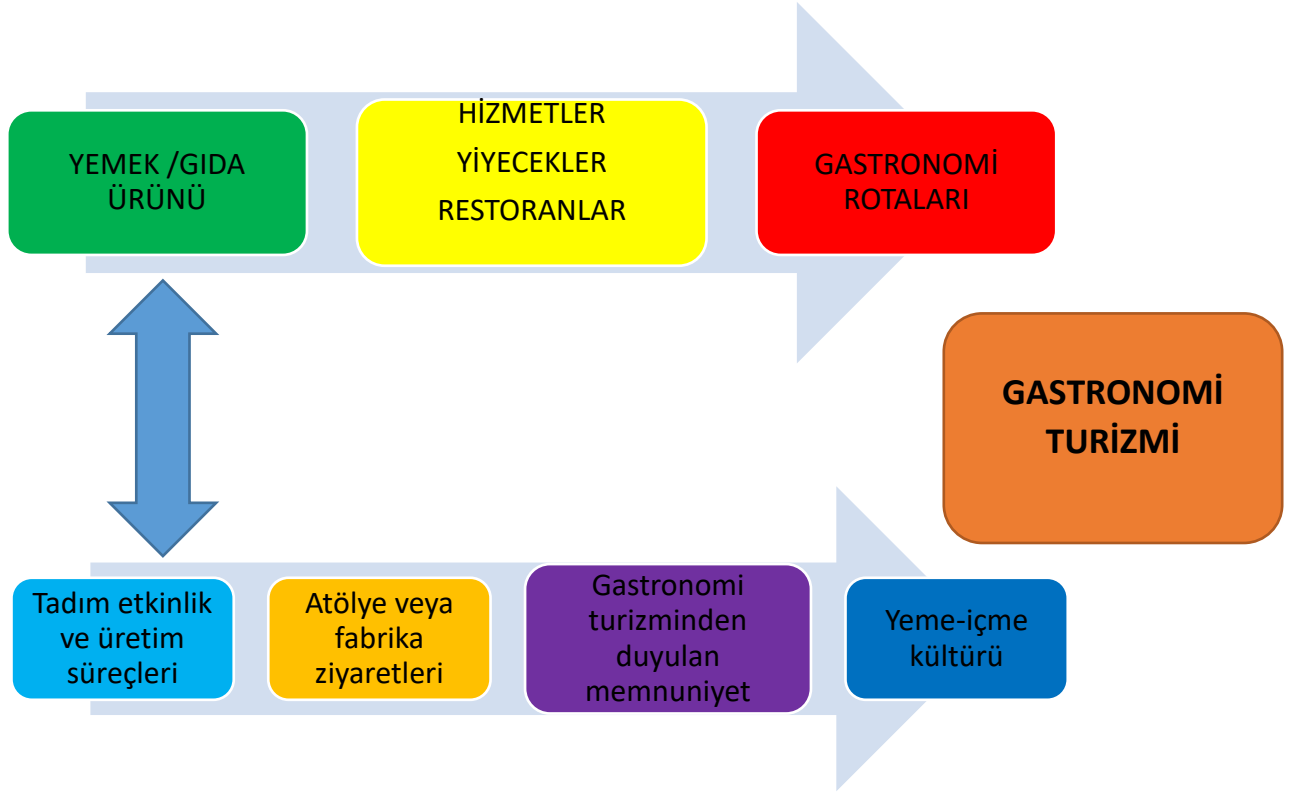 YEMEK /GIDA
ÜRÜNÜ
HİZMETLER
YİYECEKLER
RESTORANLAR
GASTRONOMİ
ROTALARI
GASTRONOMİ
TURİZMİ
Tadım etkinlik
ve üretim
süreçleri
Atölye veya
fabrika
ziyaretleri
Gastronomi
turizminden
duyulan
memnuniyet
Yeme-içme
kültürü